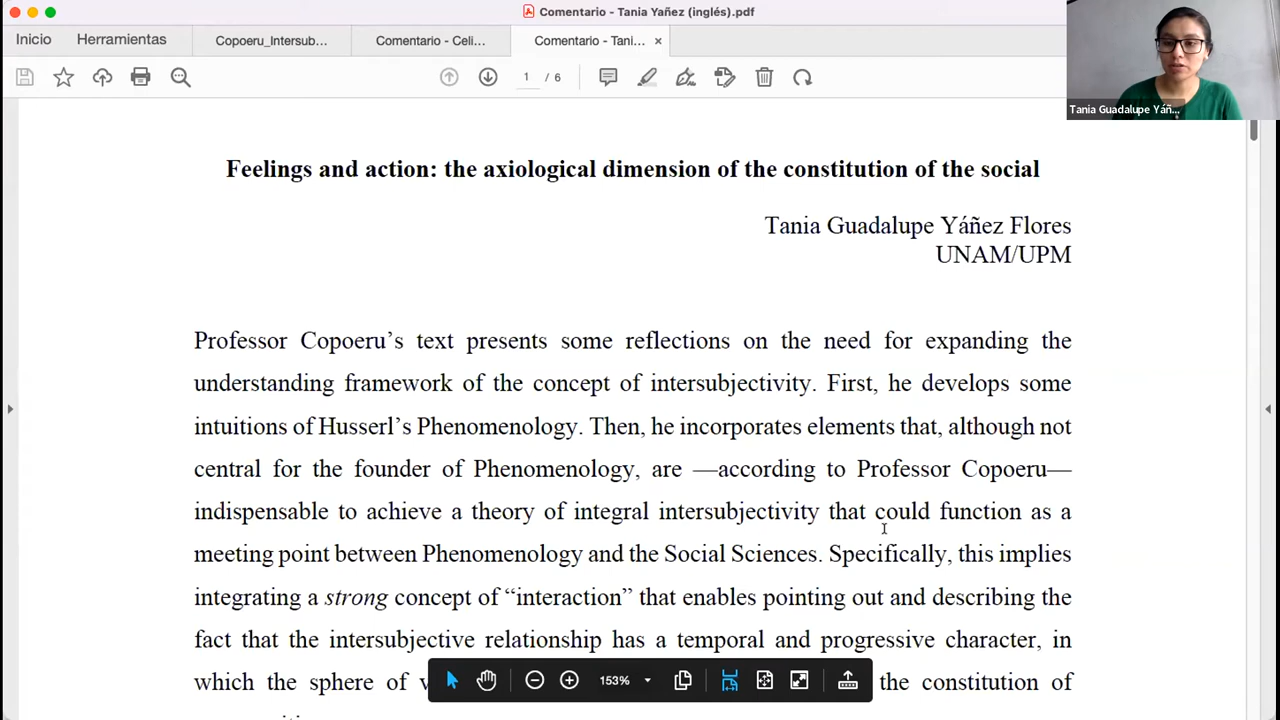 Comentario - Tania Yañez (inglés).pdf
Inicio
Herramientas
Copoeru_Intersub...
Comentario - Celi...
Comentario - Tani...
1 / 6
Tania Guadalupe Yáñ...
Feelings and action: the axiological dimension of the constitution of the social
Tania Guadalupe Yáñez Flores
UNAM/UPM
Professor Copoeru’s text presents some reflections on the need for expanding the
understanding framework of the concept of intersubjectivity. First, he develops some
intuitions of Husserl’s Phenomenology. Then, he incorporates elements that, although not
central for the founder of Phenomenology, are —according to Professor Copoeru—
indispensable to achieve a theory of integral intersubjectivity that could function as a
meeting point between Phenomenology and the Social Sciences. Specifically, this implies
integrating a strong concept of “interaction” that enables pointing out and describing the
fact that the intersubjective relationship has a temporal and progressive character, in
which the sphere of the constitution of
153%